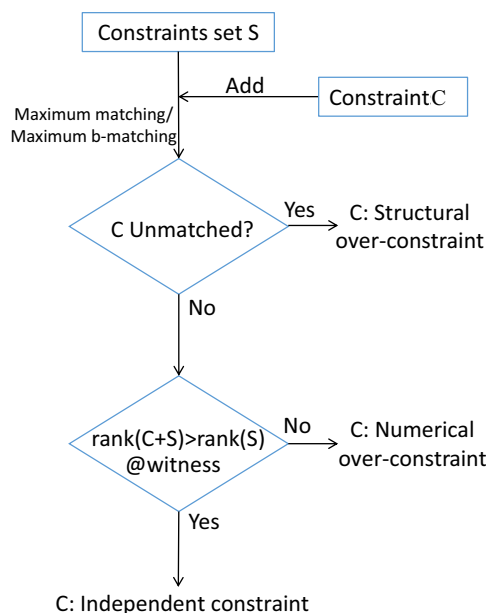 Constraints set S
Add
Constraint C
Maximum matching/
Maximum b-matching
C Unmatched?
Yes
C: Structural
over-constraint
No
rank(C+S)>rank(S)
@witness
No
C: Numerical
over-constraint
Yes
C: Independent constraint